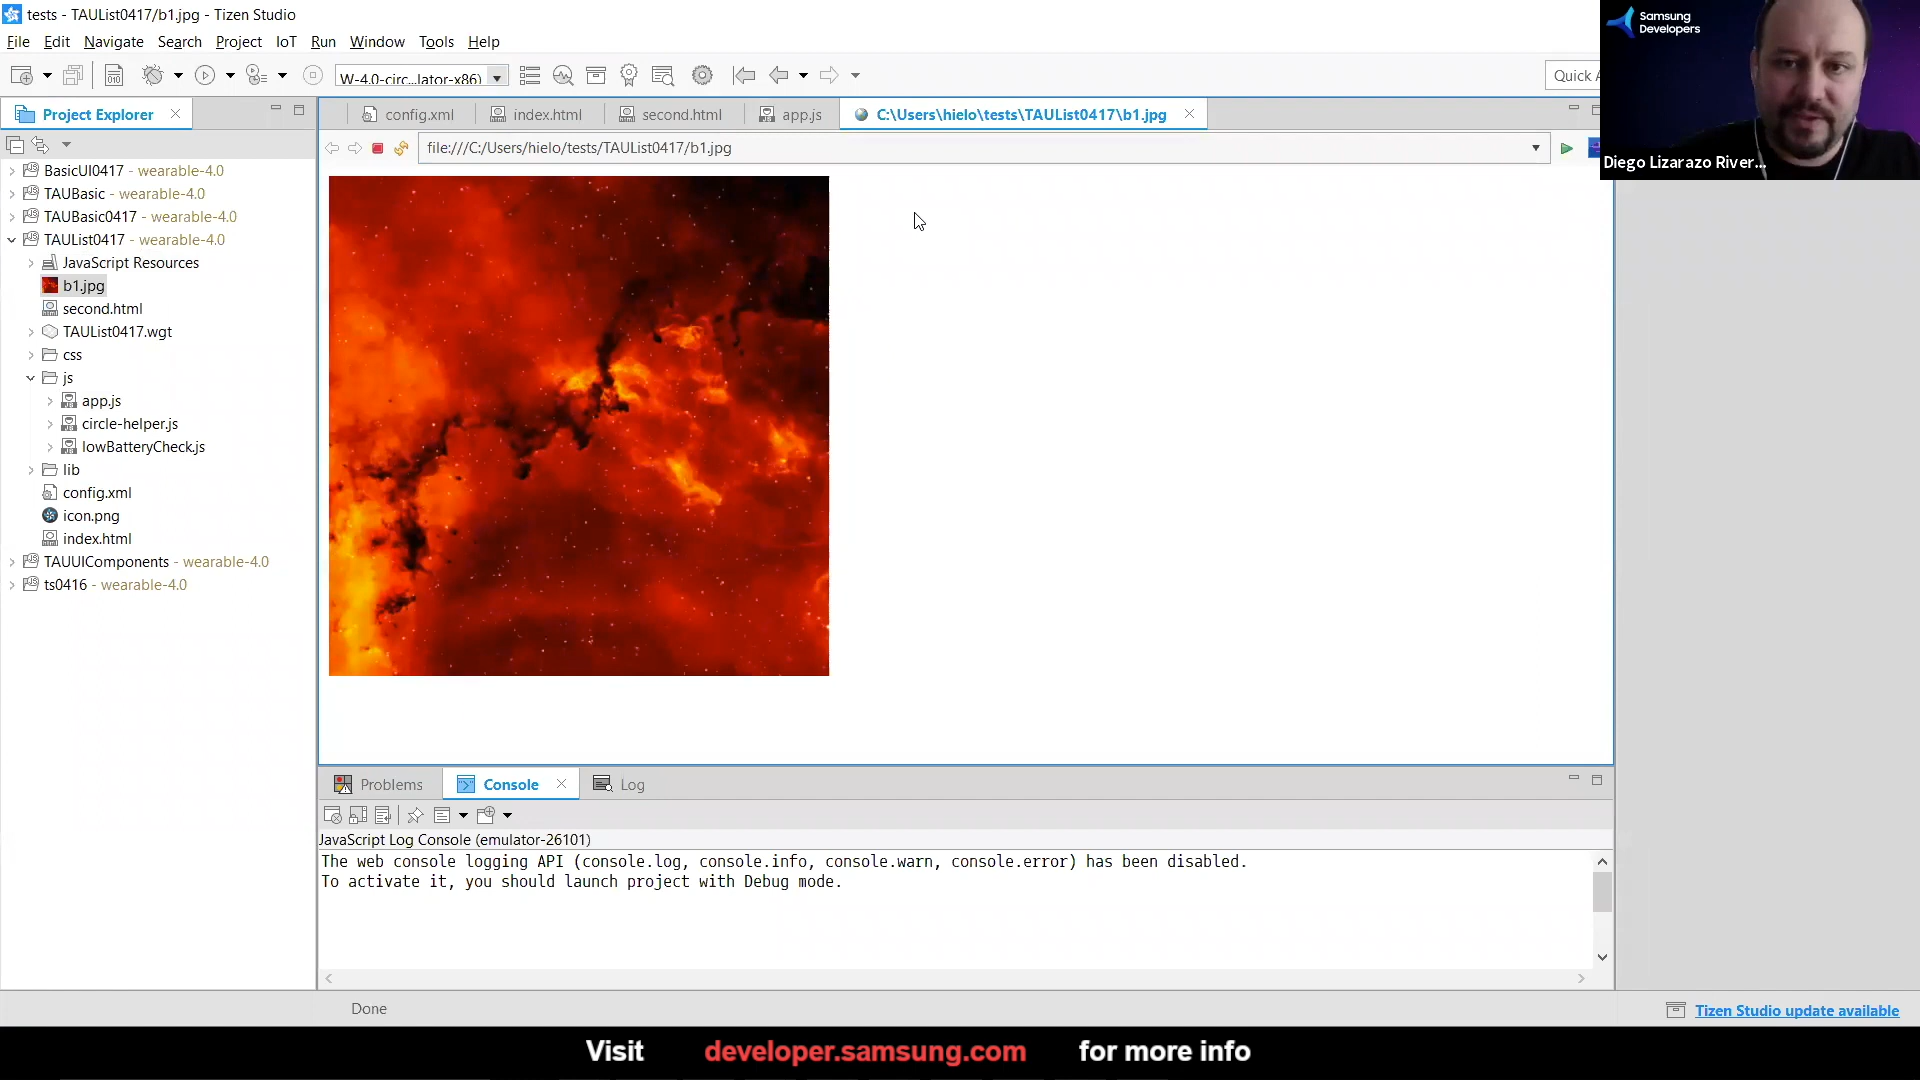 tests - TAUList0417/b1.jpg - Tizen Studio
File Edit Navigate Search Project IoT Run Window Tools Help
W-4.0-circ...lator-x86)
Quick A
Samsung
Developers
Diego Lizarazo River...
Project Explorer
config.xml
index.html
second.html
app.js
C:\Users\hielo\tests\TAUList0417\b1.jpg
file:///C:/Users/hielo/tests/TAUList0417/b1.jpg
BasicUI0417 - wearable-4.0
TAUBasic - wearable-4.0
TAUBasic0417 - wearable-4.0
TAUList0417 - wearable-4.0
JavaScript Resources
b1.jpg
second.html
TAUList0417.wgt
css
js
app.js
circle-helper.js
lowBatteryCheck.js
lib
config.xml
icon.png
index.html
TAUUIComponents - wearable-4.0
ts0416 - wearable-4.0
Problems
Console
Log
JavaScript Log Console (emulator-26101)
The web console logging API (console.log, console.info, console.warn, console.error) has been disabled.
To activate it, you should launch project with Debug mode.
Done
Tizen Studio update available
Visit developer.samsung.com for more info